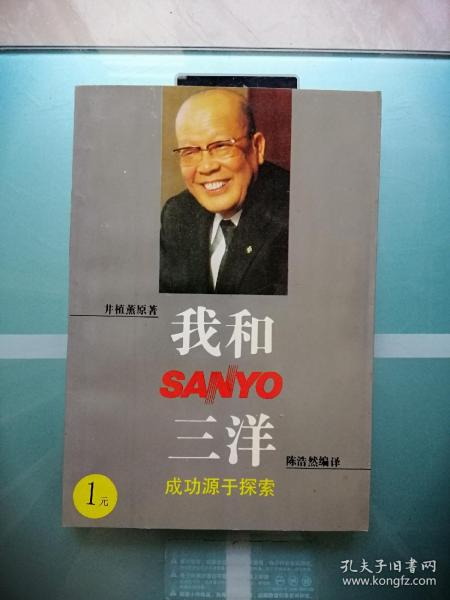 井植薰原著
我和
SANYO
三洋
陈浩然编译
成功源于探索
1元
孔夫子旧书网
www.kongfz.com